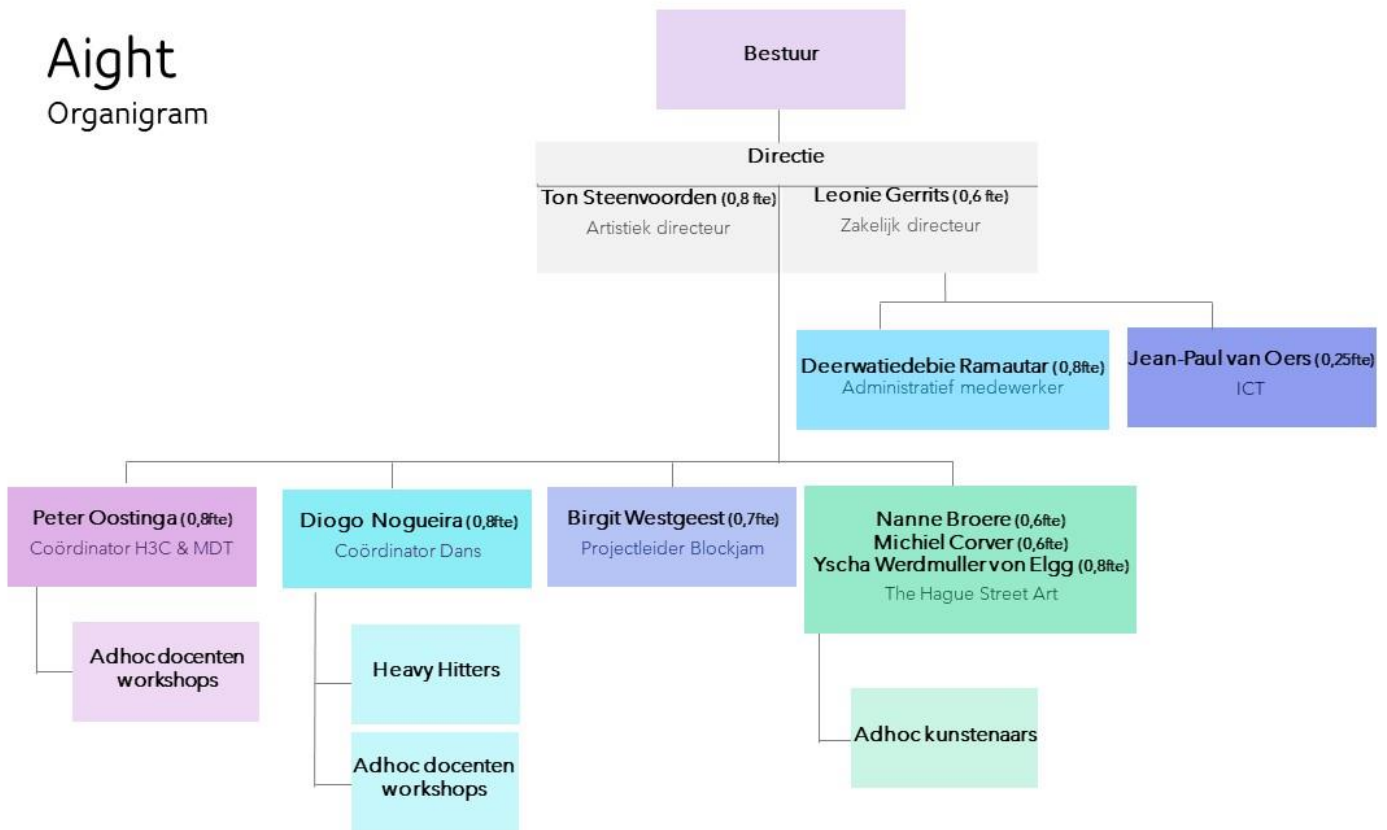 Aight
Organigram
Bestuur
Directie
Ton Steenvoorden (0,8 fte)
Artistiek directeur
Leonie Gerrits (0,6 fte)
Zakelijk directeur
Deerwatiedebie Ramautar (0,8fte)
Administratief medewerker
Jean-Paul van Oers (0,25fte)
ICT
Peter Oostinga (0,8fte)
Coördinator H3C & MDT
Diogo Nogueira (0,8fte)
Coördinator Dans
Birgit Westgeest (0,7fte)
Projectleider Blockjam
Nanne Broere (0,6fte)
Michiel Corver (0,6fte)
Yscha Werdmuller von Elgg (0,8fte)
The Hague Street Art
Adhoc docenten
workshops
Heavy Hitters
Adhoc docenten
workshops
Adhoc kunstenaars